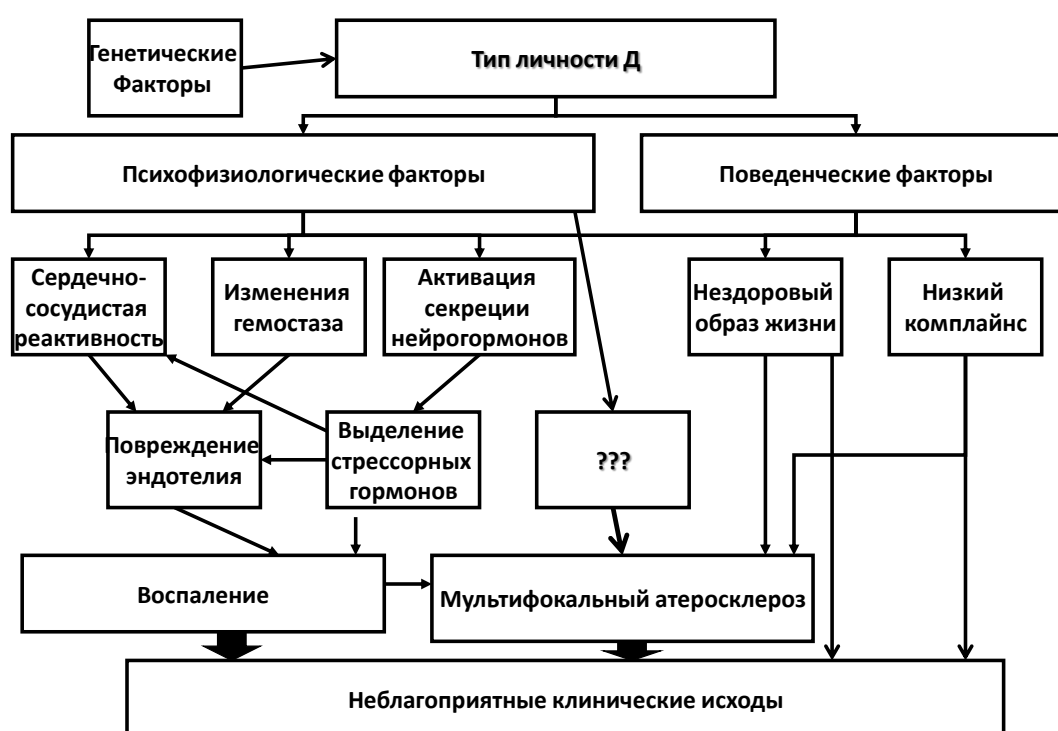 Генетические
Факторы
Тип личности Д
Психофизиологические факторы
Поведенческие факторы
Сердечно-
сосудистая
реактивность
Изменения
гемостаза
Активация
секреции
нейрогормонов
Нездоровый
образ жизни
Низкий
комплайнс
Повреждение
эндотелия
Выделение
стрессорных
гормонов
???
Воспаление
Мультифокальный атеросклероз
Неблагоприятные клинические исходы